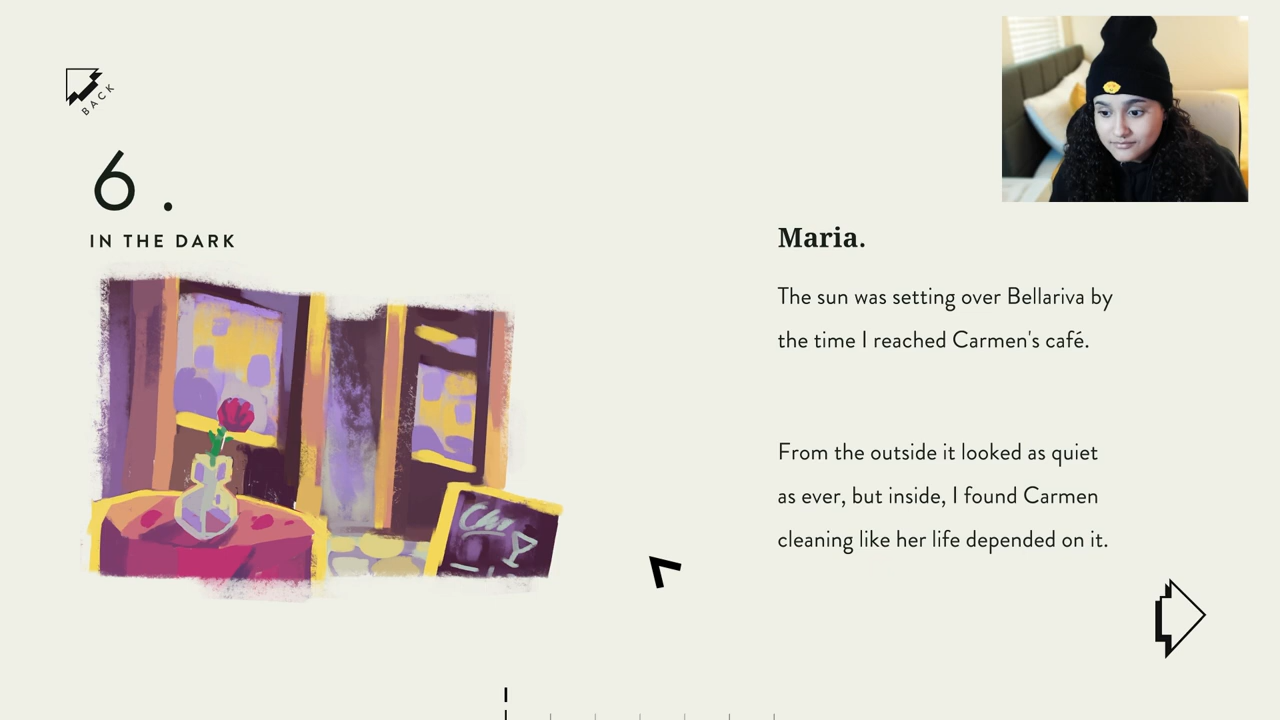 BACK
6.
IN THE DARK
Maria.
The sun was setting over Bellariva by
the time I reached Carmen's café.
From the outside it looked as quiet
as ever, but inside, I found Carmen
cleaning like her life depended on it.